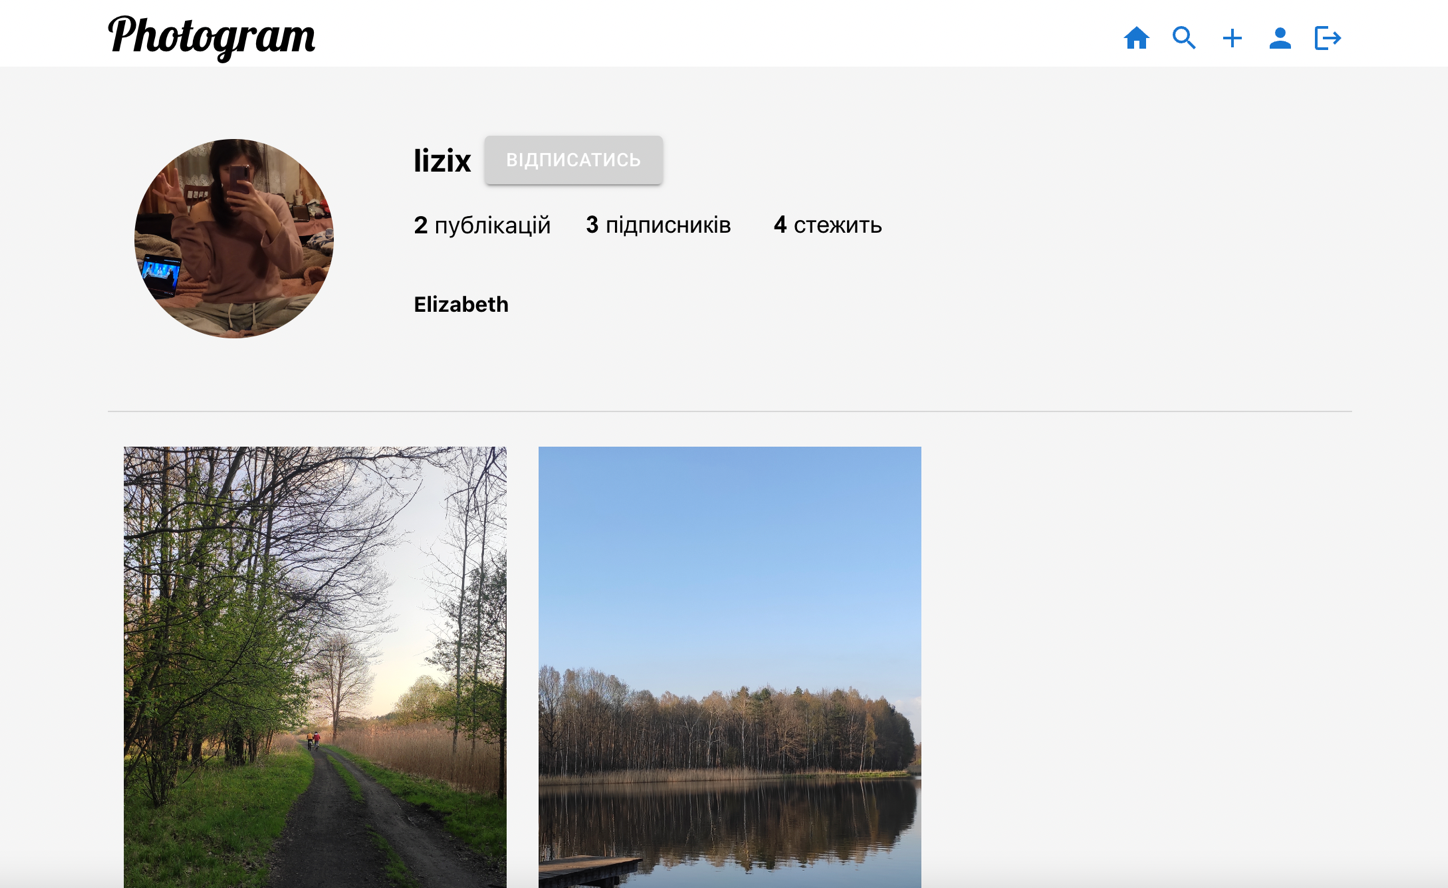 Photogram
lizix ВІДПИСАТИСЬ
2 публікацій 3 підписників 4 стежить
Elizabeth